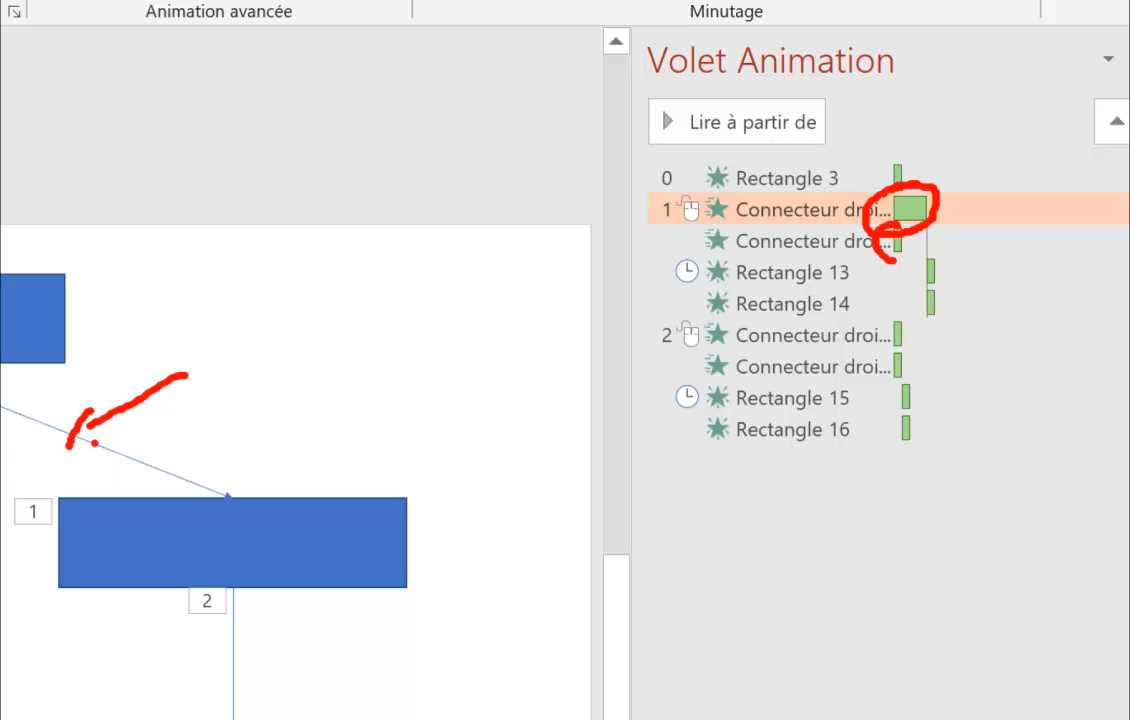 Animation avancée
Minutage
Volet Animation
Lire à partir de
0 Rectangle 3
1 Connecteur droi...
Connecteur droi...
Rectangle 13
Rectangle 14
2 Connecteur droi...
Connecteur droi...
Rectangle 15
Rectangle 16
1
2